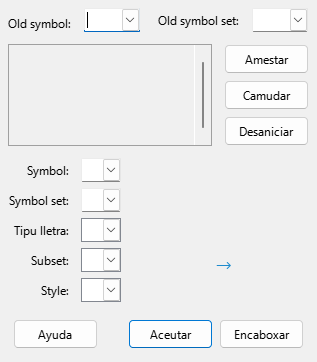 Old symbol: Old symbol set:
Amestar
Camudar
Desaniciar
Symbol:
Symbol set:
Tipu lletra:
Subset:
Style:
Ayuda Aceutar Encaboxar